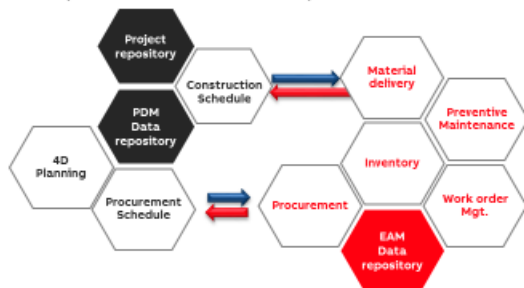 Project
repository
Construction
Schedule
PDM
Data
repository
4D
Planning
Procurement
Schedule
Material
delivery
Preventive
Maintenance
Inventory
Procurement
Work order
Mgt.
EAM
Data
repository